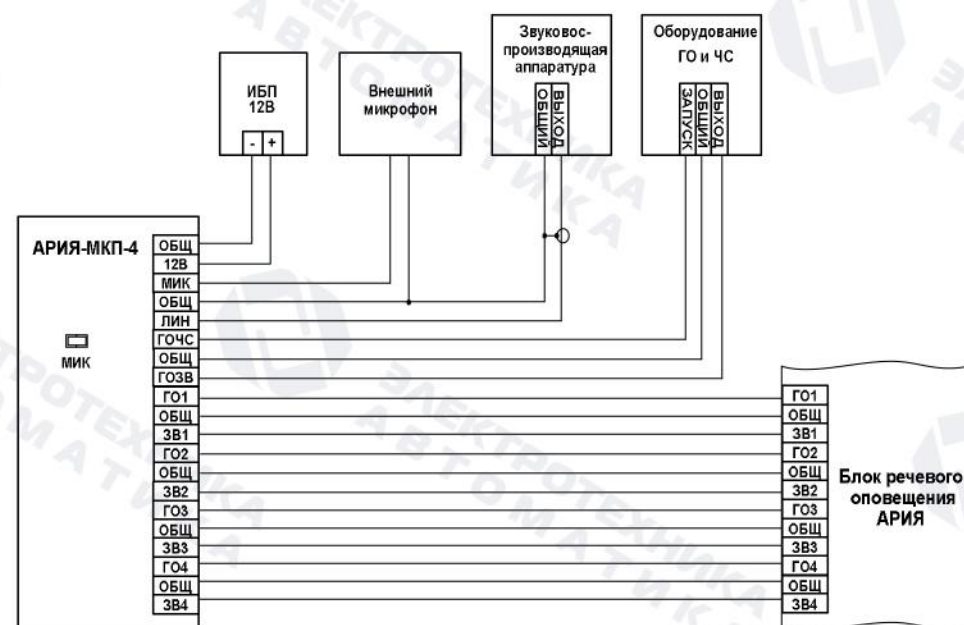 ИБП
12В
- +
Внешний
микрофон
Звуковос-
производящая
аппаратура
ОБЩИЙ
ВЫХОД
Оборудование
ГО и ЧС
ЗАПУСК
ОБЩИЙ
ВЫХОД
АРИЯ-МКП-4
МИК
ОБЩ
12В
МИК
ОБЩ
ЛИН
ГОЧС
ОБЩ
ГОЗВ
ГО1
ОБЩ
ЗВ1
ГО2
ОБЩ
ЗВ2
ГО3
ОБЩ
ЗВ3
ГО4
ОБЩ
ЗВ4
ГО1
ОБЩ
ЗВ1
ГО2
ОБЩ
ЗВ2
ГО3
ОБЩ
ЗВ3
ГО4
ОБЩ
ЗВ4
Блок речевого
оповещения
АРИЯ
ЭЛЕКТРОТЕХНИКА
АВТОМАТИКА